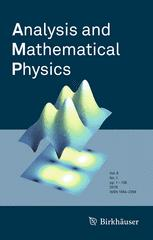 Analysis and
Mathematical
Physics
Birkhäuser